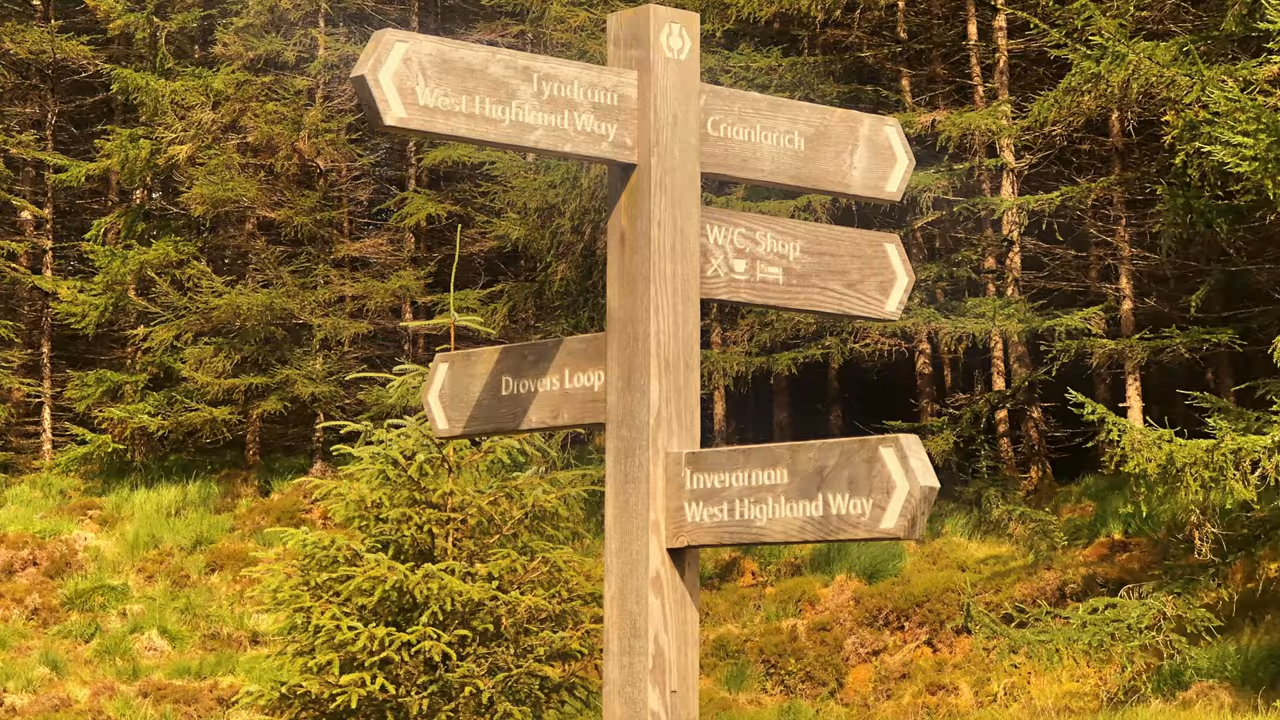 Tyndrum
West Highland Way
Crianlarich
W/C, Shop
Drovers Loop
Inverarnan
West Highland Way